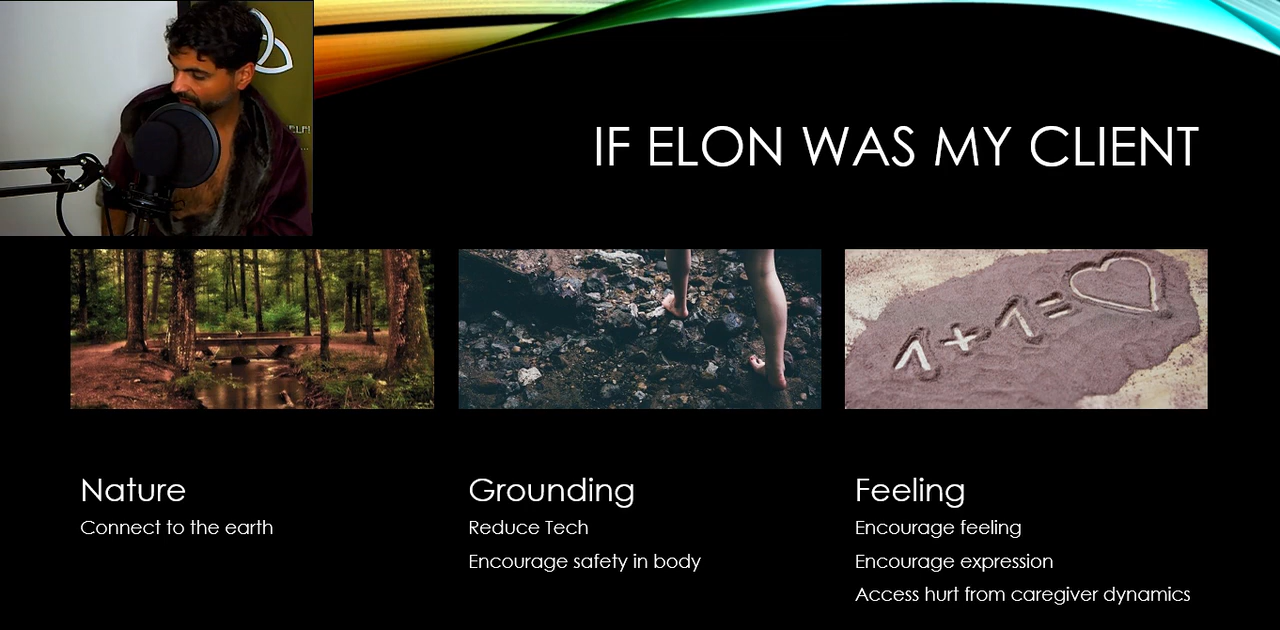 IF ELON WAS MY CLIENT
1+1=
Nature
Connect to the earth
Grounding
Reduce Tech
Encourage safety in body
Feeling
Encourage feeling
Encourage expression
Access hurt from caregiver dynamics